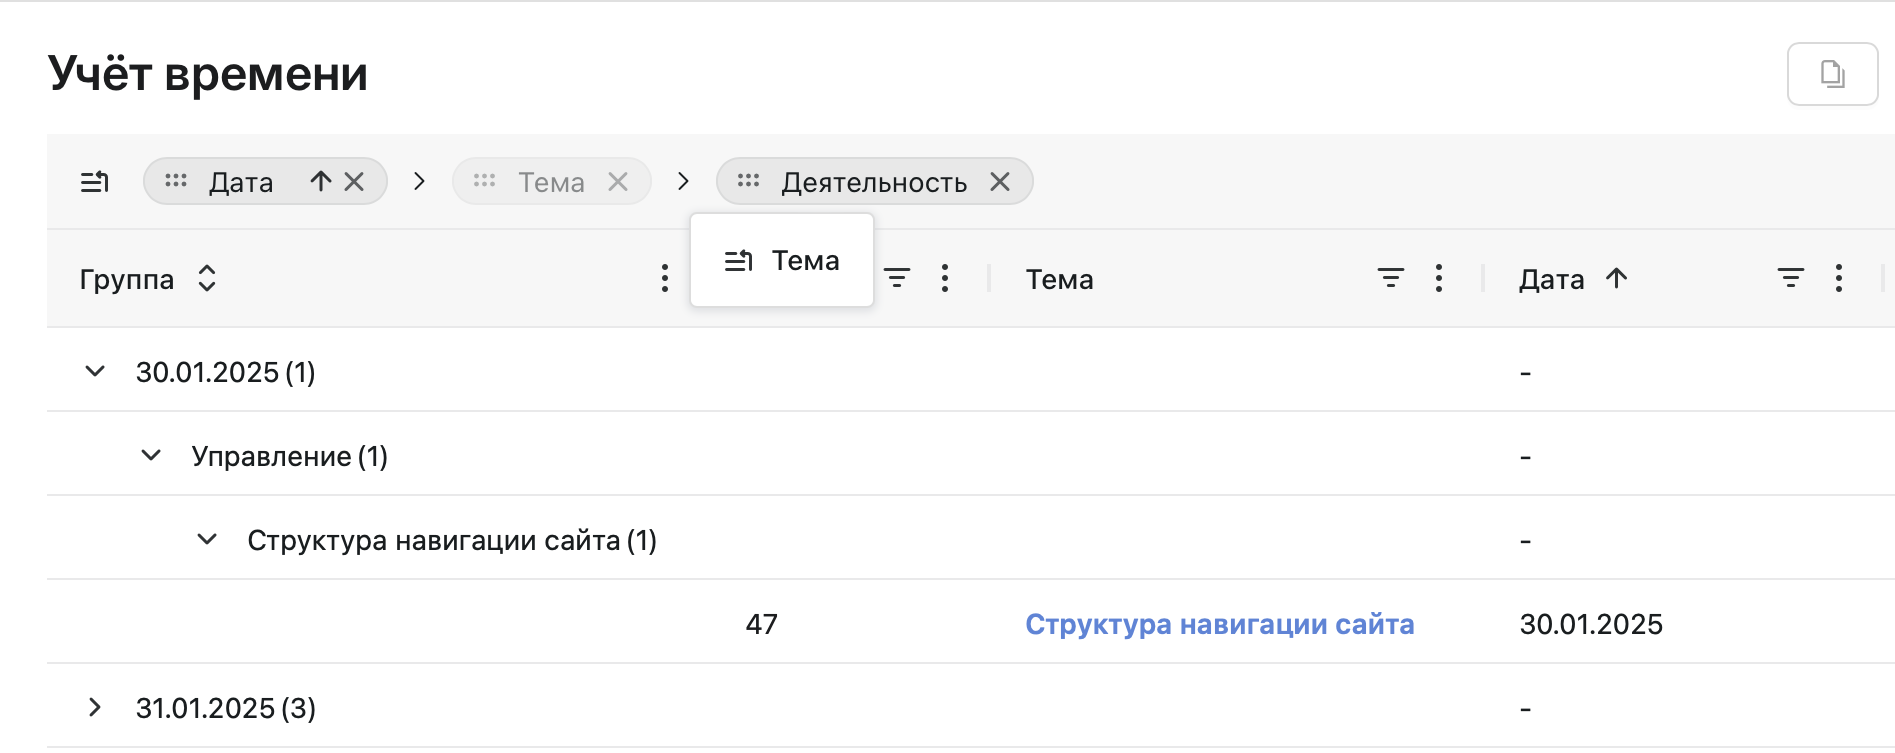 Учёт времени
Дата Тема Деятельность
Тема
Группа Тема Дата
30.01.2025 (1) -
Управление (1) -
Структура навигации сайта (1) -
47 Структура навигации сайта 30.01.2025
31.01.2025 (3) -